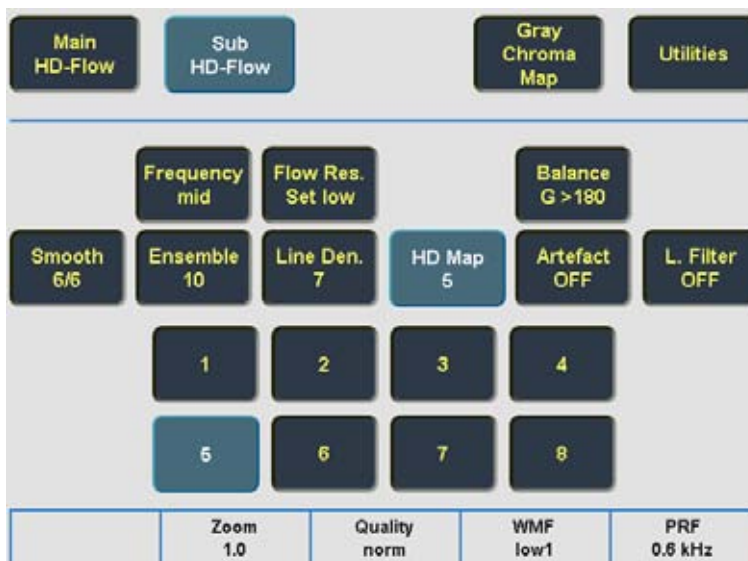 Main
HD-Flow
Sub
HD-Flow
Gray
Chroma
Map
Utilities
Frequency
mid
Flow Res.
Set low
Balance
G >180
Smooth
6/6
Ensemble
10
Line Den.
7
HD Map
5
Artefact
OFF
L. Filter
OFF
1
2
3
4
5
6
7
8
Zoom
1.0
Quality
norm
WMF
low1
PRF
0.6 kHz